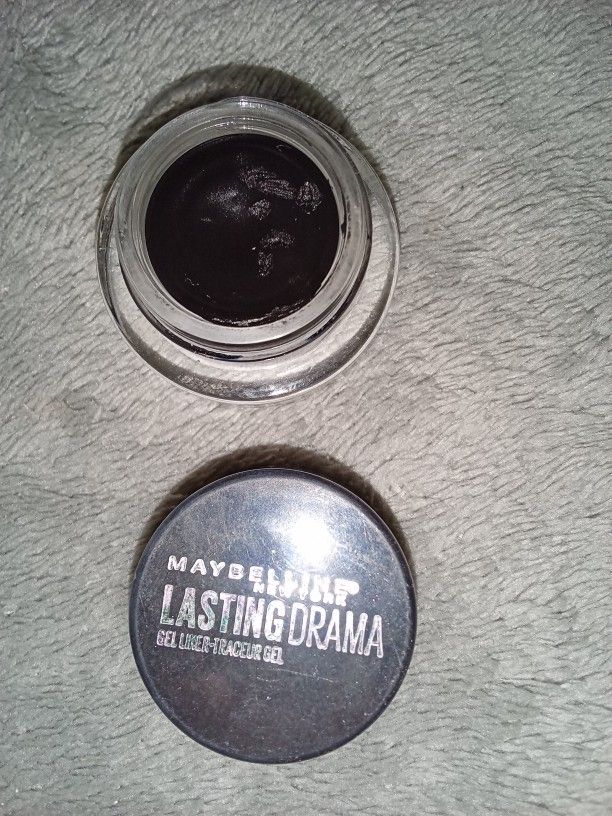 MAYBELLINE
NEW YORK
LASTING DRAMA
GEL LINER-TRACEUR GEL